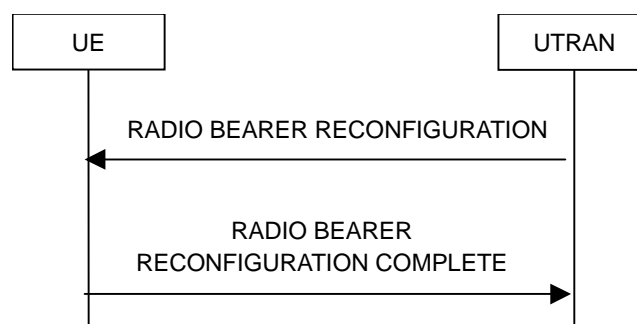 UE
UTRAN
RADIO BEARER RECONFIGURATION
RADIO BEARER
RECONFIGURATION COMPLETE